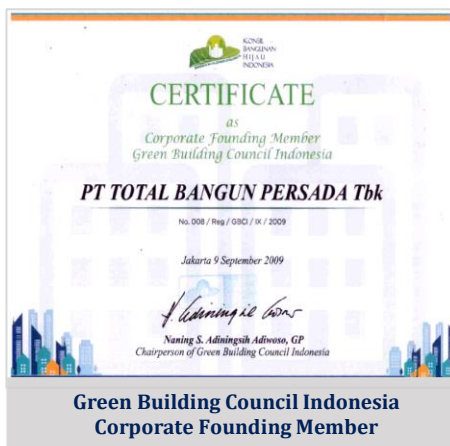 KONSIL
BANGUNAN
HIJAU
INDONESIA
CERTIFICATE
as
Corporate Founding Member
Green Building Council Indonesia
PT TOTAL BANGUN PERSADA Tbk
No. 008 / Reg / GBCI / IX / 2009
Jakarta 9 September 2009
Naning S. Adiningsih Adiwoso, GP
Chairperson of Green Building Council Indonesia
Green Building Council Indonesia
Corporate Founding Member